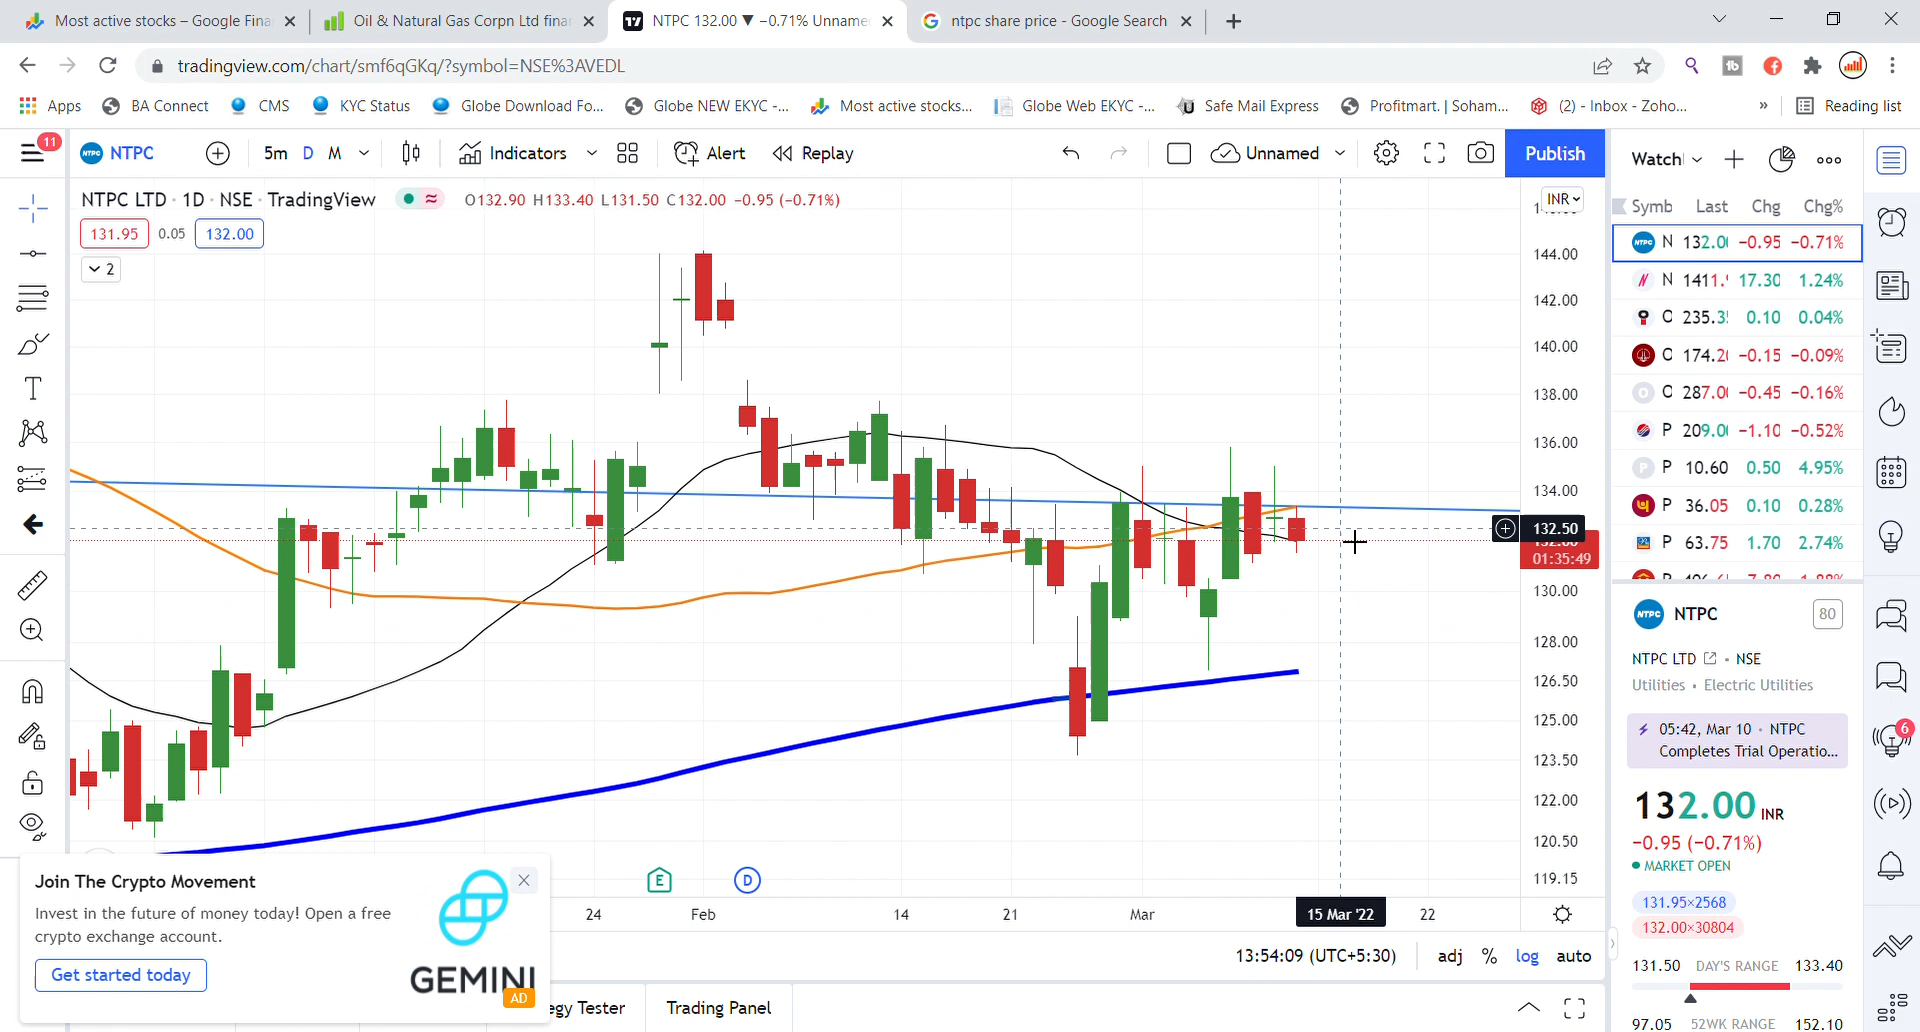 Most active stocks – Google Fina
Oil & Natural Gas Corpn Ltd fina
NTPC 132.00 ▼ −0.71% Unname
ntpc share price - Google Search
tradingview.com/chart/smf6qGKq/?symbol=NSE%3AVEDL
Apps
BA Connect
CMS
KYC Status
Globe Download Fo...
Globe NEW EKYC -...
Most active stocks...
Globe Web EKYC -...
Safe Mail Express
Profitmart. | Soham...
(2) - Inbox - Zoho...
»
Reading list
11
NTPC
5m D M
Indicators
Alert
Replay
Unnamed
Publish
Watch
NTPC LTD · 1D · NSE · TradingView
O132.90 H133.40 L131.50 C132.00 −0.95 (−0.71%)
131.95 0.05 132.00
2
INR
144.00
142.00
140.00
138.00
136.00
134.00
132.50
01:35:49
130.00
128.00
126.50
125.00
123.50
122.00
120.50
119.15
E
D
24
Feb
14
21
Mar
15 Mar '22
22
13:54:09 (UTC+5:30)
adj % log auto
egy Tester
Trading Panel
Join The Crypto Movement
Invest in the future of money today! Open a free
crypto exchange account.
Get started today
GEMINI
AD
Symb Last Chg Chg%
N 132.0 −0.95 −0.71%
N 1411. 17.30 1.24%
O 235.3 0.10 0.04%
O 174.20 −0.15 −0.09%
O 287.00 −0.45 −0.16%
P 209.00 −1.10 −0.52%
P 10.60 0.50 4.95%
P 36.05 0.10 0.28%
P 63.75 1.70 2.74%
NTPC
80
NTPC LTD · NSE
Utilities • Electric Utilities
05:42, Mar 10 · NTPC
Completes Trial Operatio...
132.00 INR
−0.95 (−0.71%)
MARKET OPEN
131.95×2568
132.00×30804
131.50 DAY'S RANGE 133.40
97.05 52WK RANGE 152.10
6